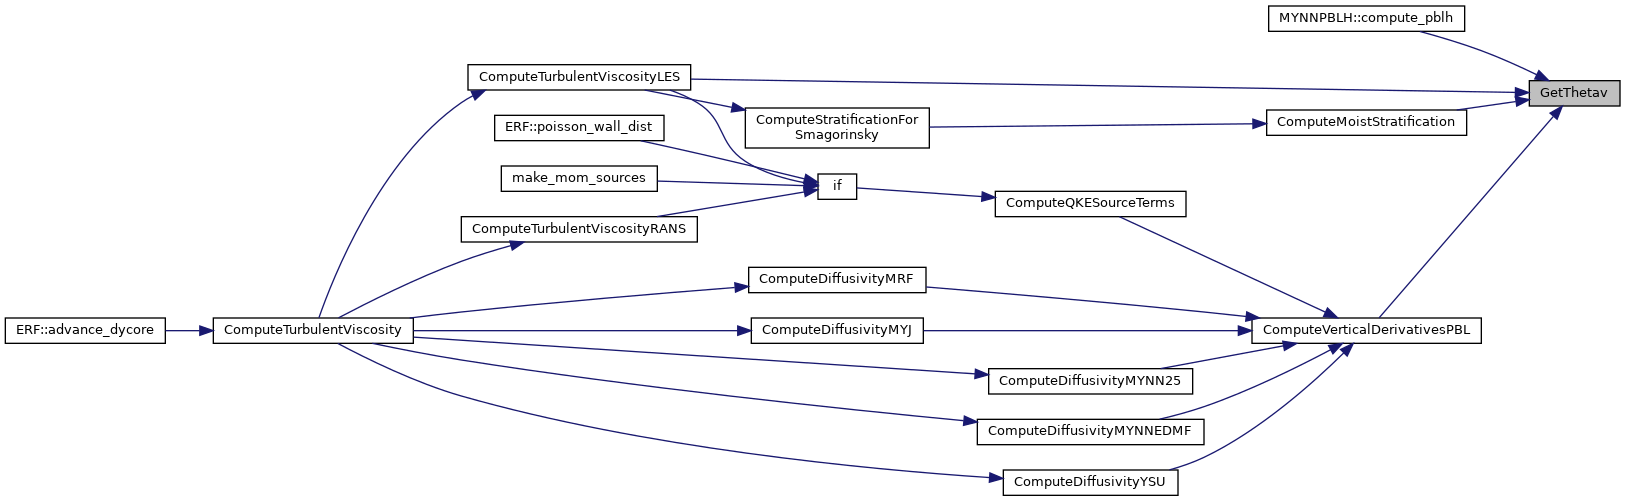 MYNNPBLH::compute_pblh
ComputeTurbulentViscosityLES
GetThetav
ComputeStratificationFor
Smagorinsky
ComputeMoistStratification
ERF::poisson_wall_dist
make_mom_sources
if
ComputeQKESourceTerms
ComputeTurbulentViscosityRANS
ComputeDiffusivityMRF
ERF::advance_dycore
ComputeTurbulentViscosity
ComputeDiffusivityMYJ
ComputeVerticalDerivativesPBL
ComputeDiffusivityMYNN25
ComputeDiffusivityMYNNEDMF
ComputeDiffusivityYSU